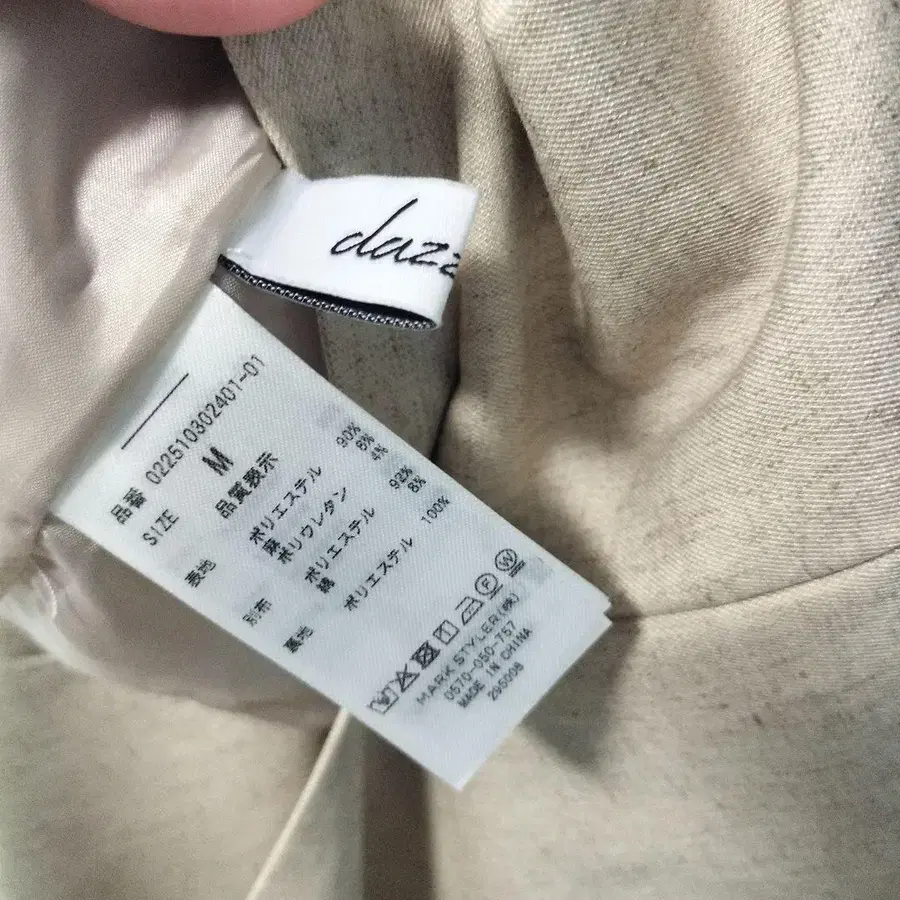 dazz
品番 022510302401-01
SIZE M
品質表示
表地 ポリエステル 90%
麻 6%
ポリウレタン 4%
別布 ポリエステル 92%
綿 8%
裏地 ポリエステル 100%
MARK STYLER(株)
0570-050-757
MADE IN CHINA
295008